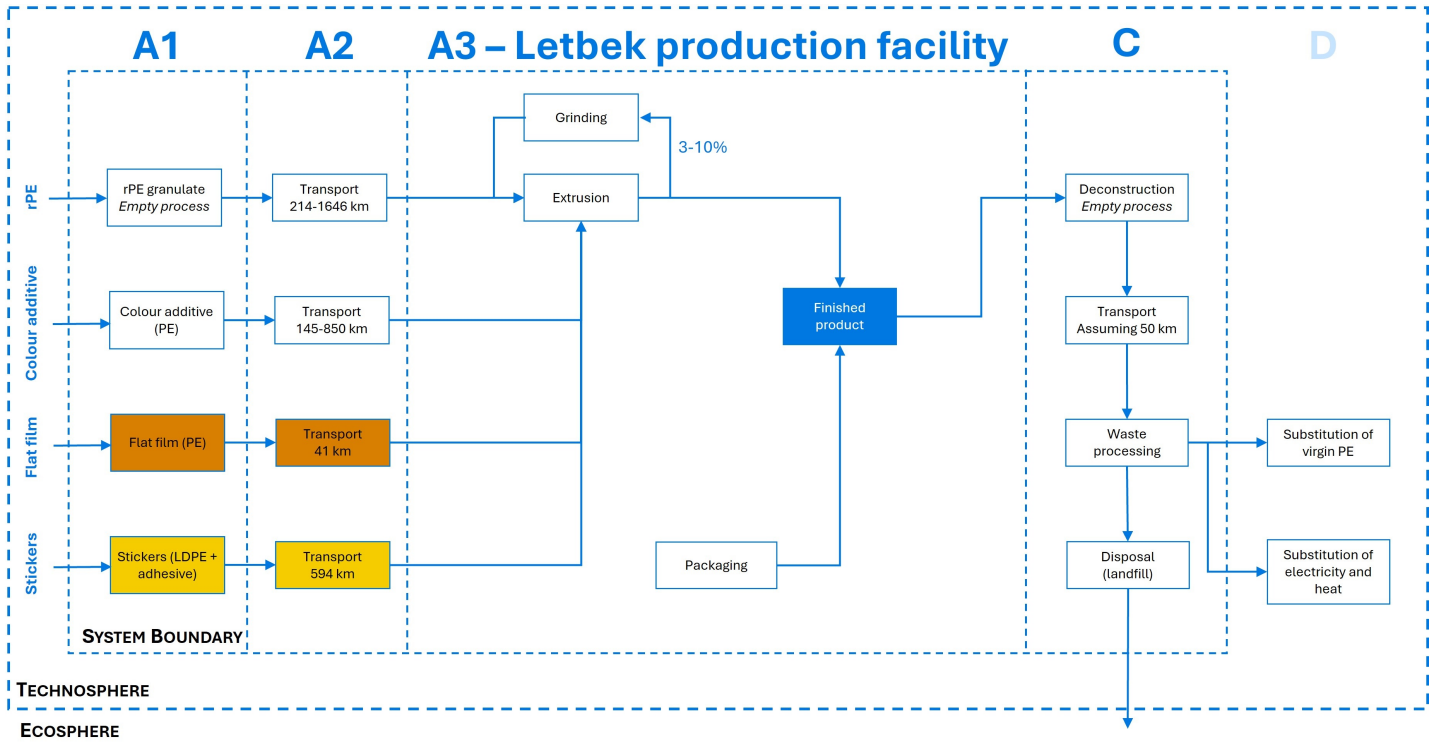 A1
A2
A3 – Letbek production facility
C
D
Grinding
3-10%
rPE
rPE granulate
Empty process
Transport
214-1646 km
Extrusion
Deconstruction
Empty process
Colour additive
Colour additive
(PE)
Transport
145-850 km
Finished
product
Transport
Assuming 50 km
Flat film
Flat film (PE)
Transport
41 km
Waste
processing
Substitution of
virgin PE
Stickers
Stickers (LDPE +
adhesive)
Transport
594 km
Packaging
Disposal
(landfill)
Substitution of
electricity and
heat
SYSTEM BOUNDARY
TECHNOSPHERE
ECOSPHERE